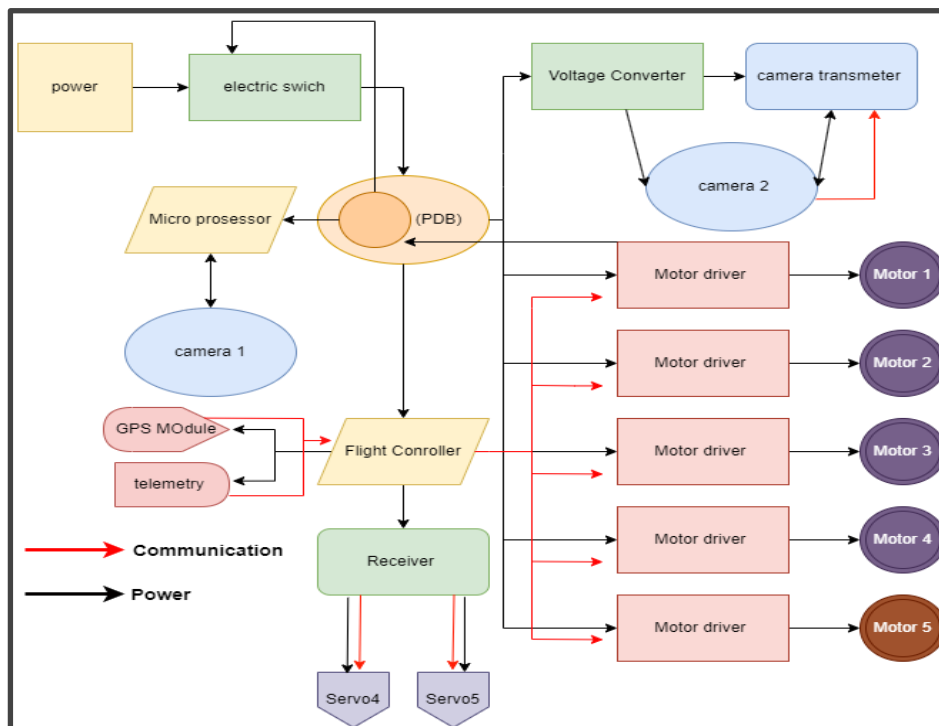 power
electric swich
Voltage Converter
camera transmeter
Micro prosessor
(PDB)
camera 2
Motor driver
Motor 1
camera 1
Motor driver
Motor 2
GPS MOdule
Flight Conroller
Motor driver
Motor 3
telemetry
Communication
Receiver
Motor driver
Motor 4
Power
Motor driver
Motor 5
Servo4
Servo5